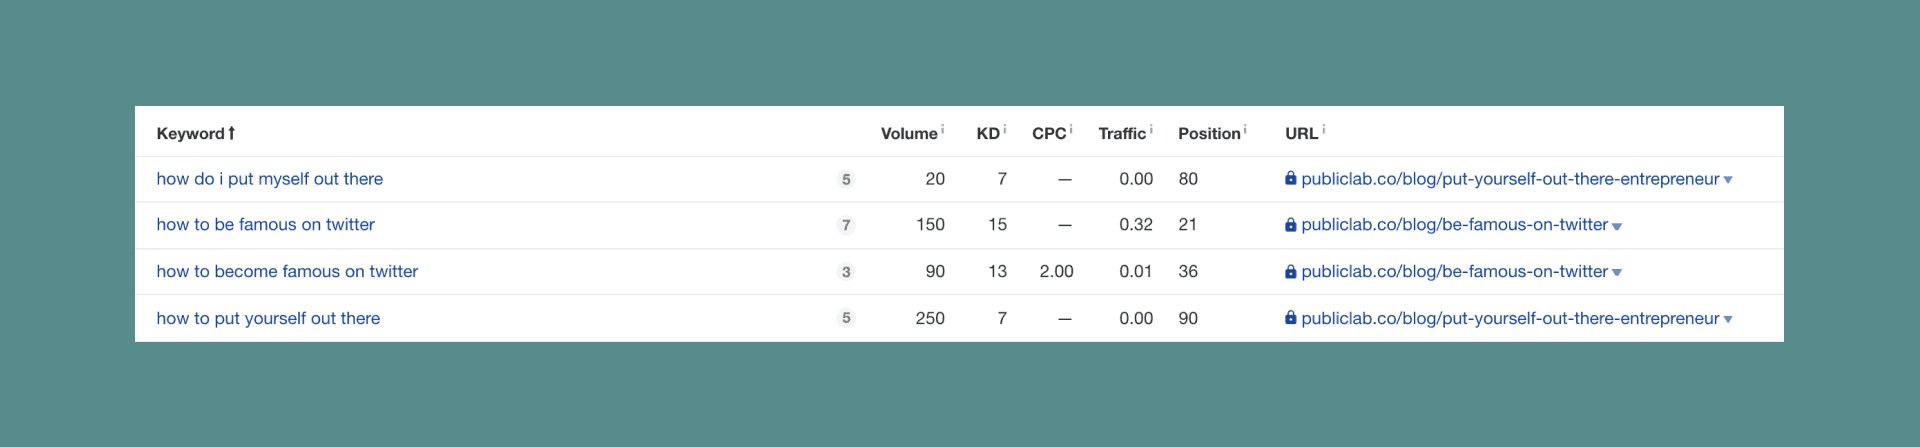 Keyword Volume i KD i CPC i Traffic i Position i URL i
how do i put myself out there 5 20 7 — 0.00 80 publiclab.co/blog/put-yourself-out-there-entrepreneur
how to be famous on twitter 7 150 15 — 0.32 21 publiclab.co/blog/be-famous-on-twitter
how to become famous on twitter 3 90 13 2.00 0.01 36 publiclab.co/blog/be-famous-on-twitter
how to put yourself out there 5 250 7 — 0.00 90 publiclab.co/blog/put-yourself-out-there-entrepreneur